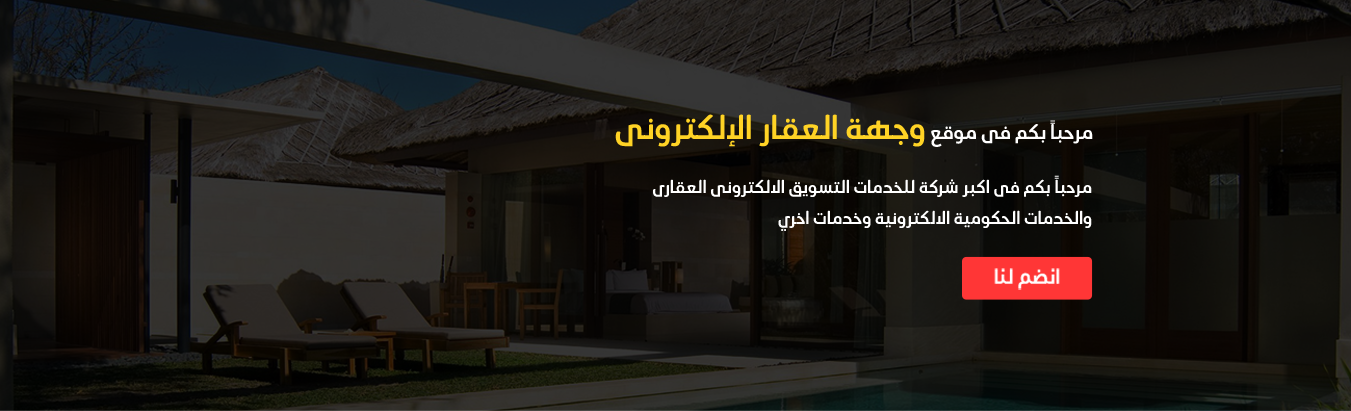 مرحباً بكم فى موقع وجهة العقار الإلكترونى
مرحباً بكم فى اكبر شركة للخدمات التسويق الالكترونى العقارى
والخدمات الحكومية الالكترونية وخدمات اخري
انضم لنا